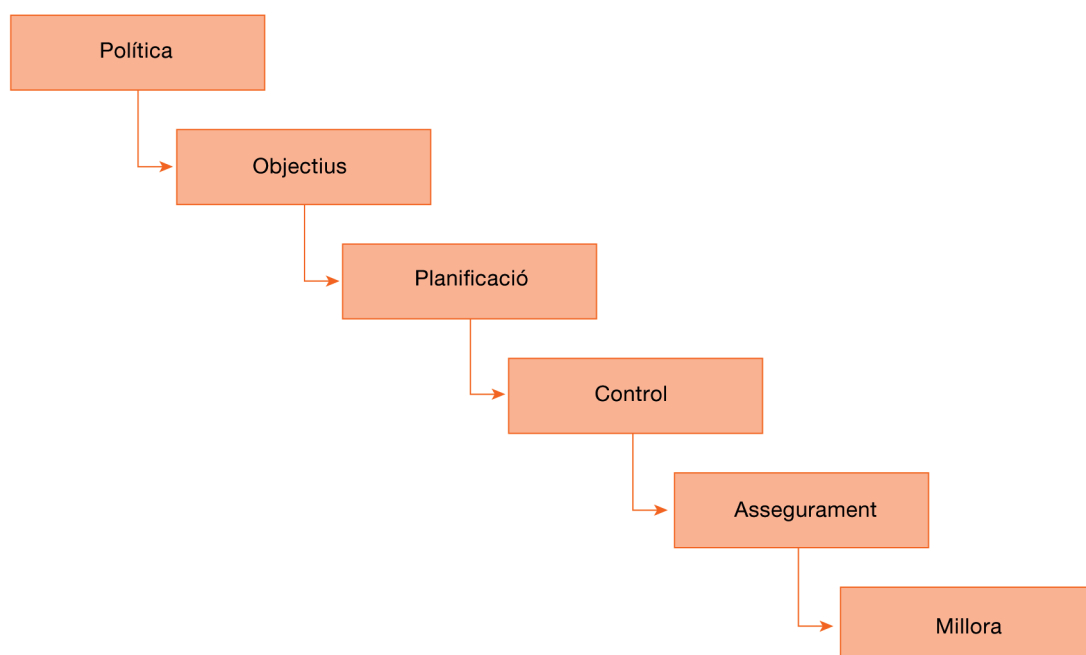 Política
Objectius
Planificació
Control
Assegurament
Millora